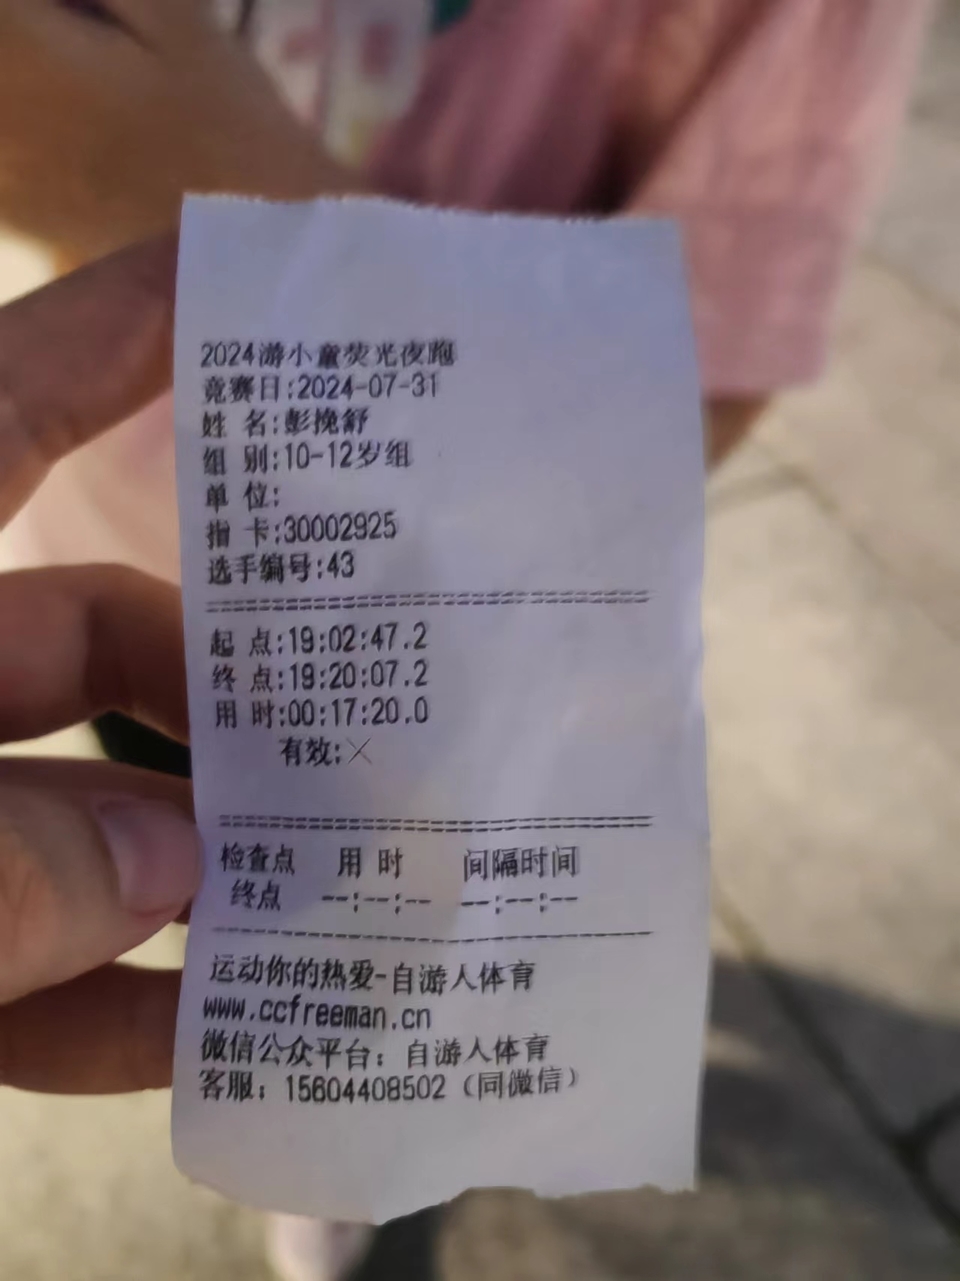 2024游小童荧光夜跑
竞赛日:2024-07-31
姓 名:彭挽舒
组 别:10-12岁组
单 位:
指 卡:30002925
选手编号:43
起 点:19:02:47.2
终 点:19:20:07.2
用 时:00:17:20.0
有效:×
检查点 用 时 间隔时间
终点 --:--:-- --:--:--
运动你的热爱-自游人体育
www.ccfreeman.cn
微信公众平台: 自游人体育
客服: 15604408502（同微信）